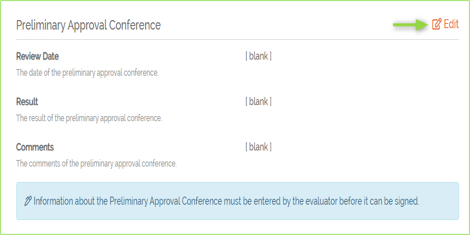 Preliminary Approval Conference
Edit
Review Date
[ blank ]
The date of the preliminary approval conference.
Result
[ blank ]
The result of the preliminary approval conference.
Comments
[ blank ]
The comments of the preliminary approval conference.
Information about the Preliminary Approval Conference must be entered by the evaluator before it can be signed.